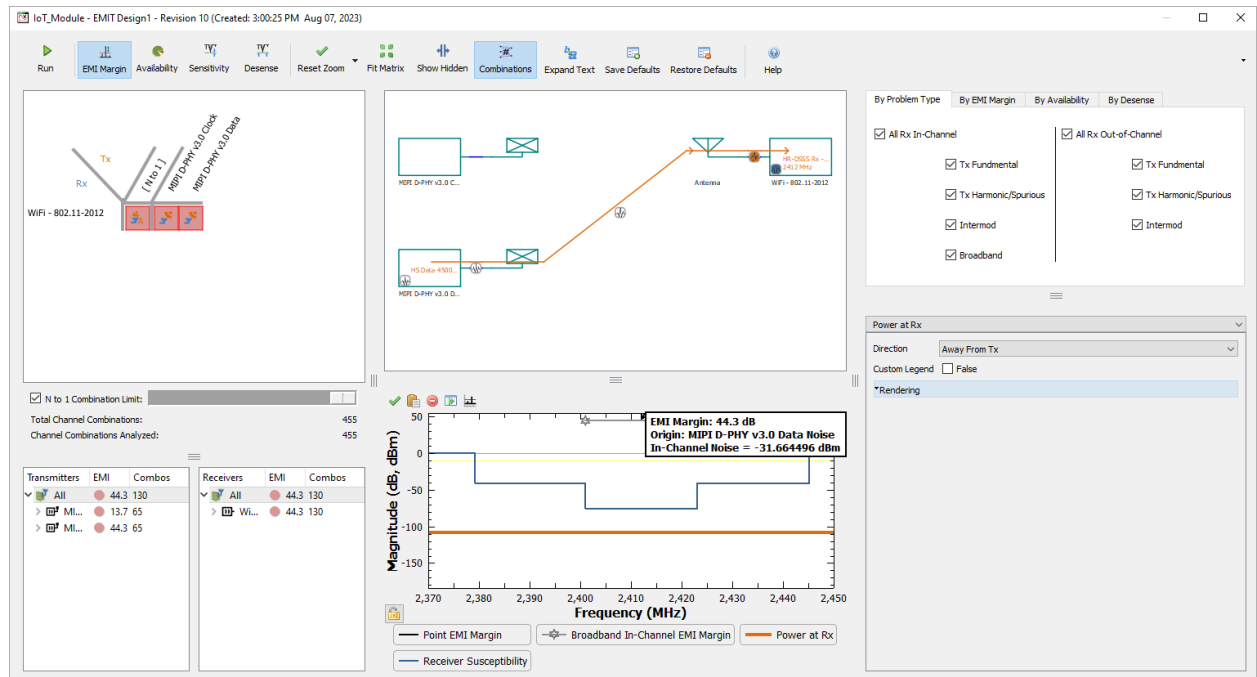 IoT_Module - EMIT Design1 - Revision 10 (Created: 3:00:25 PM Aug 07, 2023)
Run
EMI Margin
Availability
Sensitivity
Desense
Reset Zoom
Fit Matrix
Show Hidden
Combinations
Expand Text
Save Defaults
Restore Defaults
Help
Tx
Rx
[ N to 1 ]
MIPI D-PHY v3.0 Clock
MIPI D-PHY v3.0 Data
WiFi - 802.11-2012
N to 1 Combination Limit:
Total Channel Combinations: 455
Channel Combinations Analyzed: 455
Transmitters EMI Combos
All 44.3 130
MI... 13.7 65
MI... 44.3 65
Receivers EMI Combos
All 44.3 130
Wi... 44.3 130
MIPI D-PHY v3.0 C...
HS Data 4500...
MIPI D-PHY v3.0 D...
Antenna
HR-DSSS Rx -...
2412 MHz
WiFi - 802.11-2012
EMI Margin: 44.3 dB
Origin: MIPI D-PHY v3.0 Data Noise
In-Channel Noise = -31.664496 dBm
Magnitude (dB, dBm)
50
0
-50
-100
-150
2,370 2,380 2,390 2,400 2,410 2,420 2,430 2,440 2,450
Frequency (MHz)
Point EMI Margin
Broadband In-Channel EMI Margin
Power at Rx
Receiver Susceptibility
By Problem Type
By EMI Margin
By Availability
By Desense
All Rx In-Channel
Tx Fundamental
Tx Harmonic/Spurious
Intermod
Broadband
All Rx Out-of-Channel
Tx Fundamental
Tx Harmonic/Spurious
Intermod
Power at Rx
Direction Away From Tx
Custom Legend False
Rendering